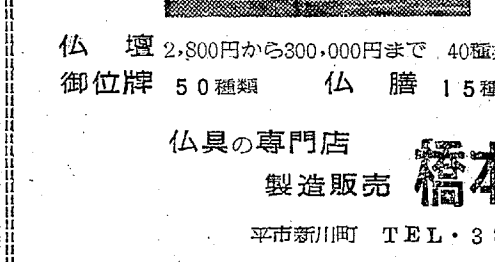 仏壇 2,800円から300,000円まで 40種
御位牌 50種類 仏膳 15種
仏具の専門店
製造販売 橋本
平市新川町 TEL・3